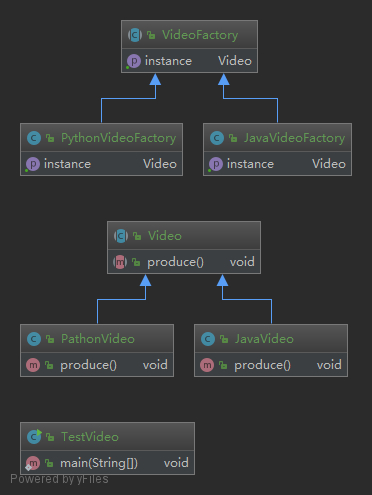 VideoFactory
instance Video
PythonVideoFactory
instance Video
JavaVideoFactory
instance Video
Video
produce() void
PathonVideo
produce() void
JavaVideo
produce() void
TestVideo
main(String[]) void
Powered by yFiles